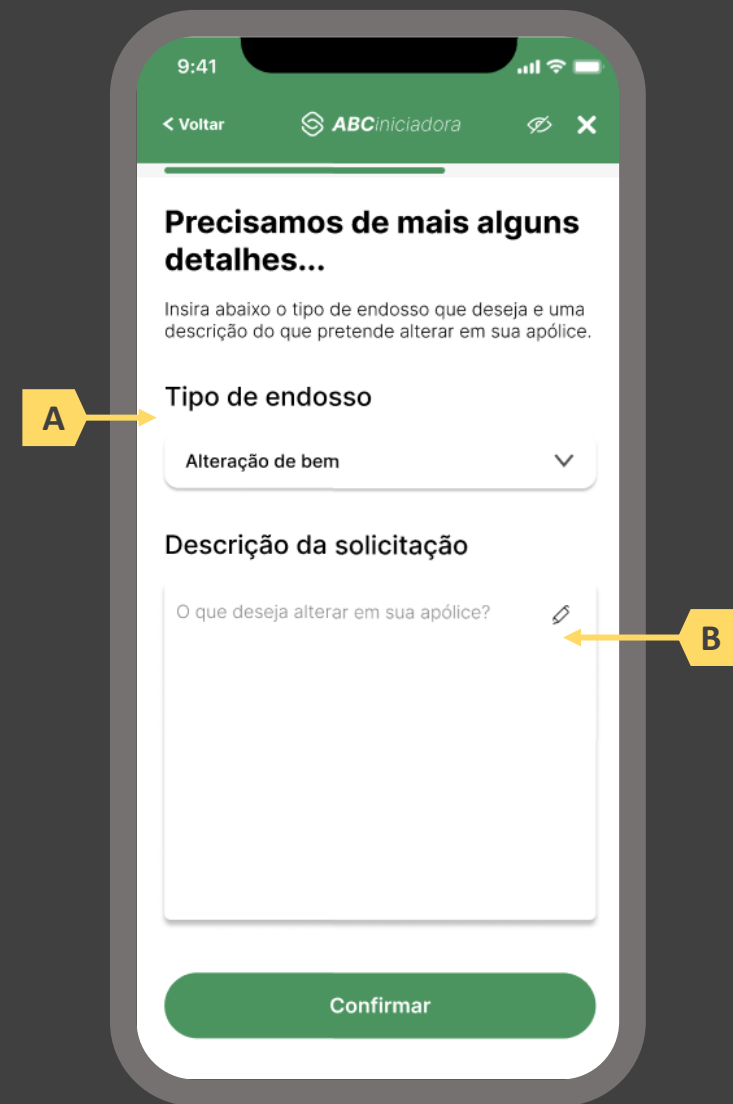 9:41
< Voltar
ABCiniciadora
Precisamos de mais alguns
detalhes...
Insira abaixo o tipo de endosso que deseja e uma
descrição do que pretende alterar em sua apólice.
Tipo de endosso
A
Alteração de bem
Descrição da solicitação
O que deseja alterar em sua apólice?
B
Confirmar